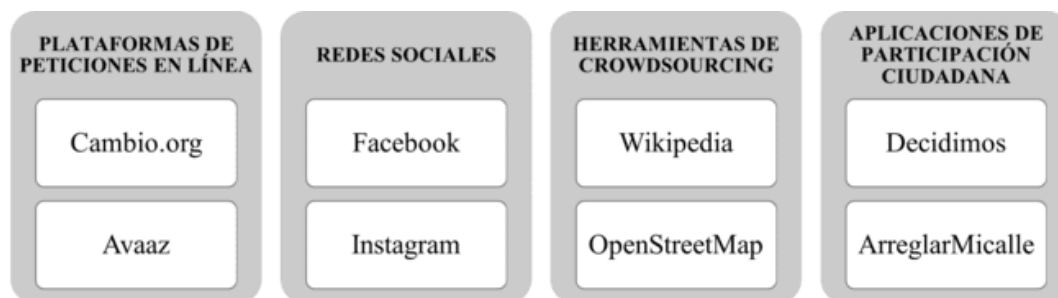 PLATAFORMAS DE
PETICIONES EN LÍNEA
Cambio.org
Avaaz
REDES SOCIALES
Facebook
Instagram
HERRAMIENTAS DE
CROWDSOURCING
Wikipedia
OpenStreetMap
APLICACIONES DE
PARTICIPACIÓN
CIUDADANA
Decidimos
ArreglarMicalle